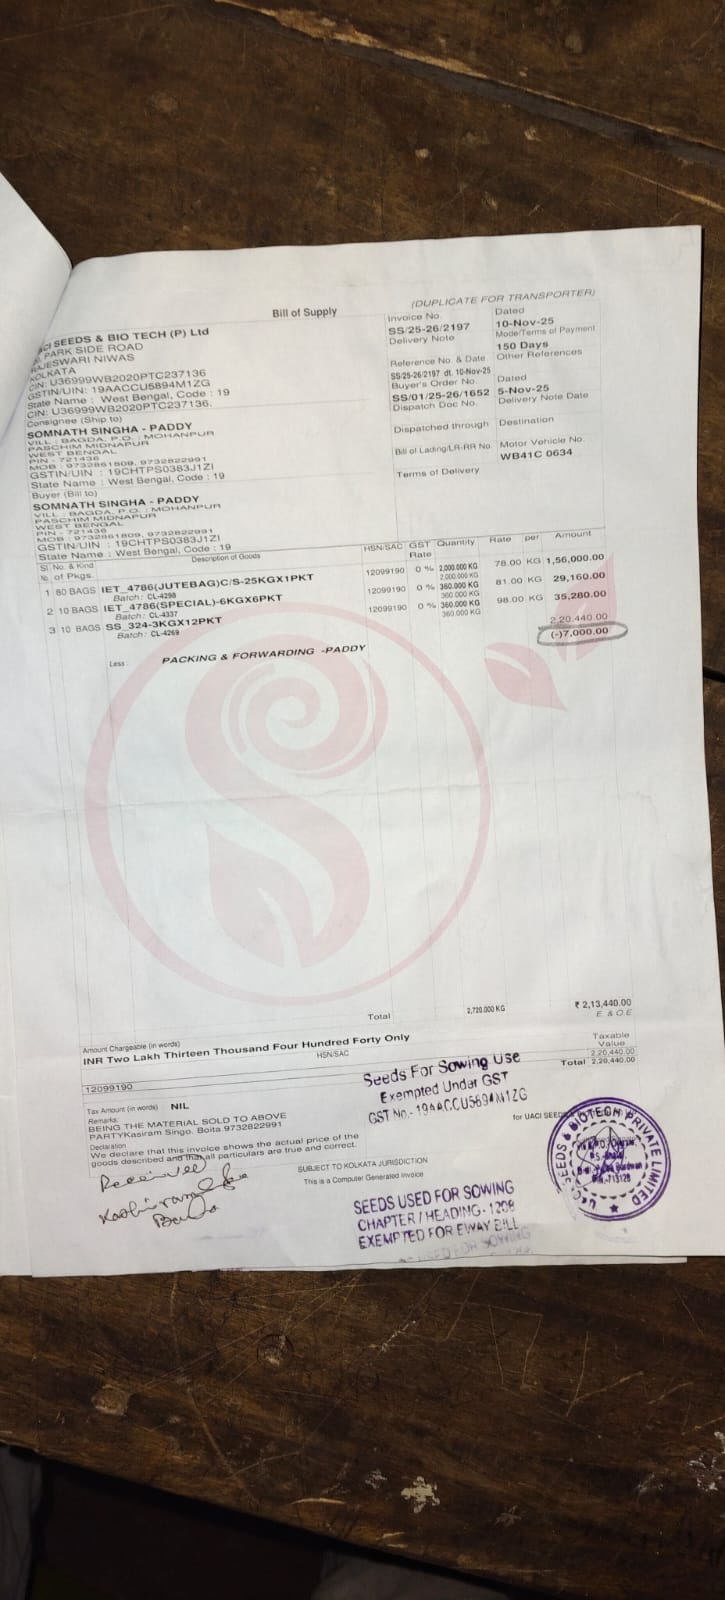 (DUPLICATE FOR TRANSPORTER)
Bill of Supply
SEEDS & BIO TECH (P) Ltd
PARK SIDE ROAD
NIWAS
KOLKATA
CIN: U36999WB2020PTC237136
GSTIN/UIN: 19AACCU5894M1ZG
State Name : West Bengal, Code : 19
CIN: U36999WB2020PTC237136.
Consignee (Ship to)
SOMNATH SINGHA - PADDY
VILL : BAGDA, P.O. : MOHANPUR
PASCHIM MIDNAPUR
WEST BENGAL
PIN - 721436
MOB : 9732861809, 9732822991
GSTIN/UIN : 19CHTPS0383J1ZI
State Name : West Bengal, Code : 19
Buyer (Bill to)
SOMNATH SINGHA - PADDY
VILL : BAGDA, P.O. : MOHANPUR
PASCHIM MIDNAPUR
WEST BENGAL
PIN - 721436
MOB : 9732861809, 9732822991
GSTIN/UIN : 19CHTPS0383J1ZI
State Name : West Bengal, Code : 19
Invoice No. Dated
SS/25-26/2197 10-Nov-25
Delivery Note Mode/Terms of Payment
150 Days
Reference No. & Date Other References
SS/25-26/2197 dt. 10-Nov-25
Buyer's Order No. Dated
SS/01/25-26/1652 5-Nov-25
Dispatch Doc No. Delivery Note Date
Dispatched through Destination
Bill of Lading/LR-RR No. Motor Vehicle No.
WB41C 0634
Terms of Delivery
Sl No. & Kind Description of Goods HSN/SAC GST Quantity Rate per Amount
№ of Pkgs. Rate
1 80 BAGS IET_4786(JUTEBAG)C/S-25KGX1PKT 12099190 0 % 2,000.000 KG 78.00 KG 1,56,000.00
Batch: CL-4298 2,000.000 KG
2 10 BAGS IET_4786(SPECIAL)-6KGX6PKT 12099190 0 % 360.000 KG 81.00 KG 29,160.00
Batch: CL-4337 360.000 KG
3 10 BAGS SS_324-3KGX12PKT 12099190 0 % 360.000 KG 98.00 KG 35,280.00
Batch: CL-4269 360.000 KG
2,20,440.00
Less : PACKING & FORWARDING -PADDY (-)7,000.00
Total 2,720.000 KG ₹ 2,13,440.00
Amount Chargeable (in words) E. & O.E
INR Two Lakh Thirteen Thousand Four Hundred Forty Only
HSN/SAC Taxable
Value
12099190 2,20,440.00
Total 2,20,440.00
Tax Amount (in words) NIL
Remarks:
BEING THE MATERIAL SOLD TO ABOVE
PARTYKasiram Singo. Boita 9732822991
Declaration
We declare that this invoice shows the actual price of the
goods described and that all particulars are true and correct.
Seeds For Sowing Use
Exempted Under GST
GST No.- 19AACCU5894M1ZG
for UACI SEEDS
Received
SUBJECT TO KOLKATA JURISDICTION
This is a Computer Generated Invoice
SEEDS USED FOR SOWING
CHAPTER / HEADING - 1209
EXEMPTED FOR EWAY BILL
SEEDS & BIOTECH PRIVATE LIMITED